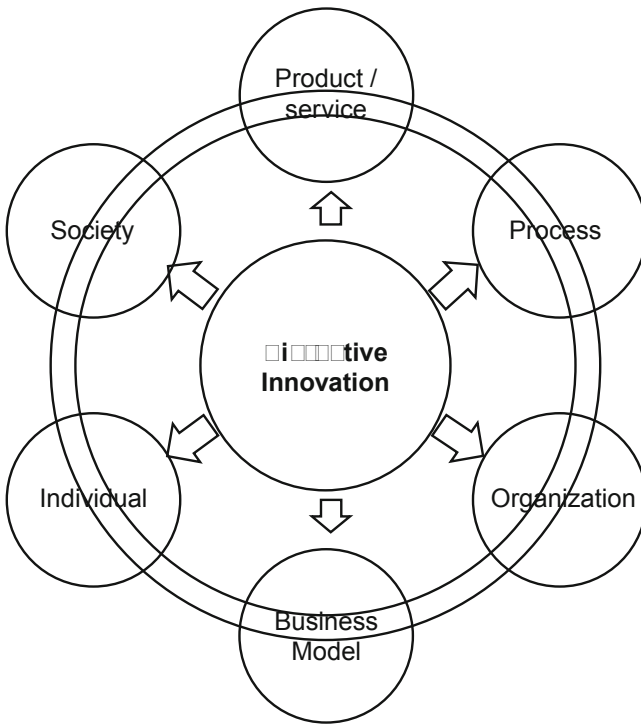 Product /
service
Society
Process
Innovation
Individual
Organization
Business
Model